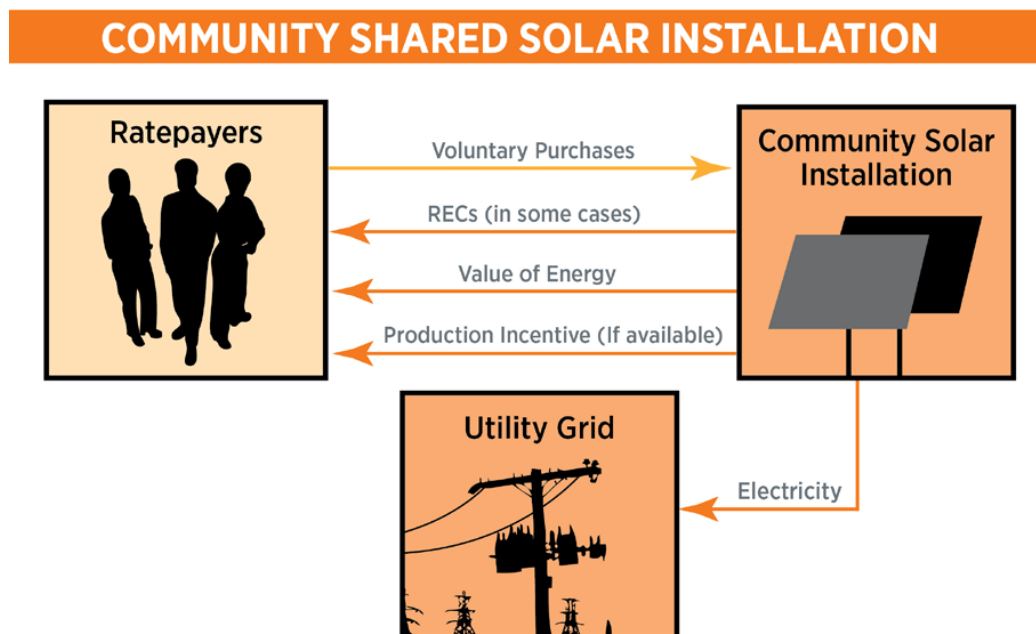 COMMUNITY SHARED SOLAR INSTALLATION
Ratepayers
Voluntary Purchases
RECs (in some cases)
Value of Energy
Production Incentive (If available)
Community Solar
Installation
Utility Grid
Electricity